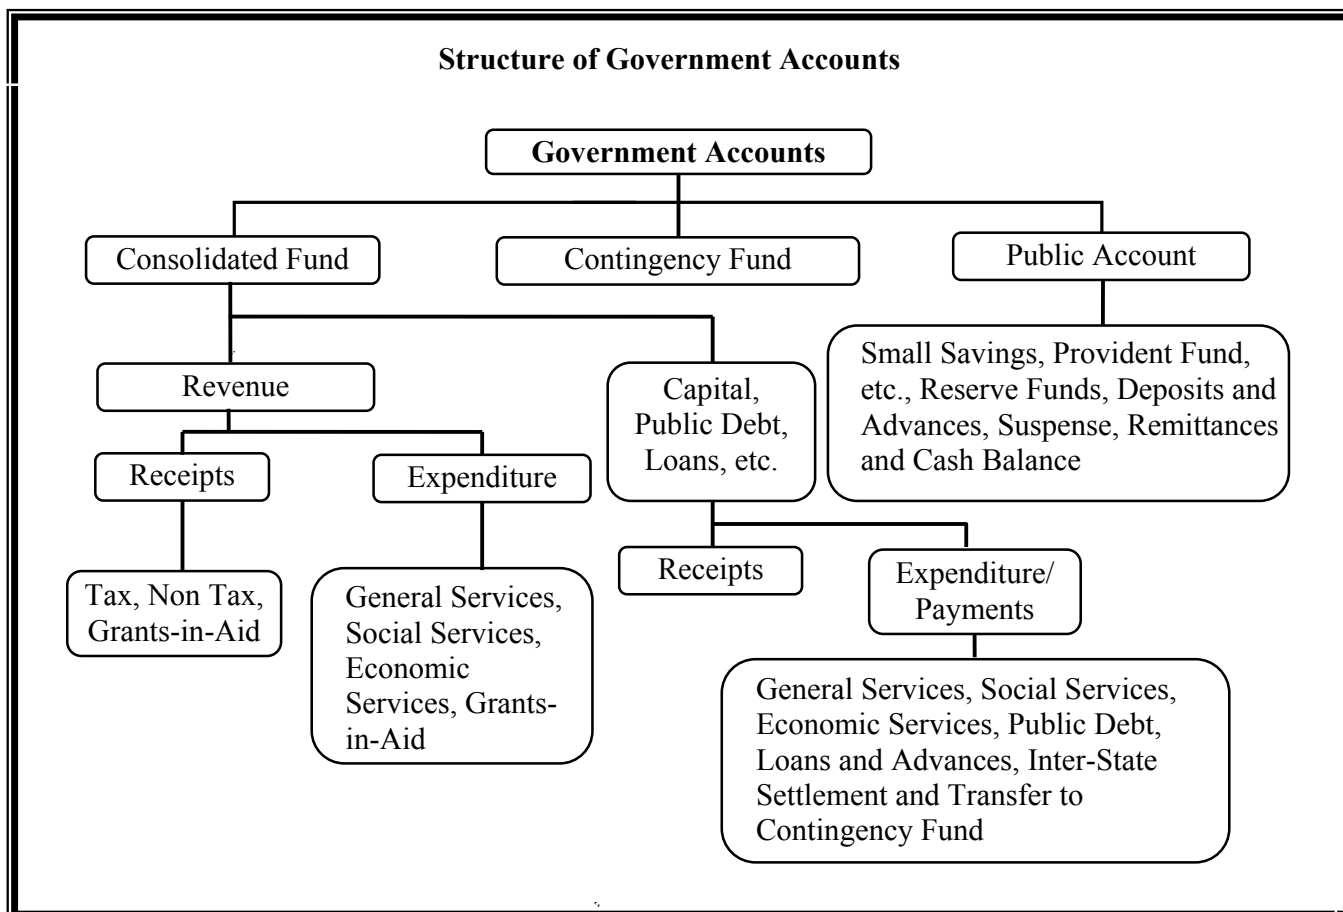 Structure of Government Accounts
Government Accounts
Consolidated Fund
Contingency Fund
Public Account
Revenue
Capital,
Public Debt,
Loans, etc.
Small Savings, Provident Fund,
etc., Reserve Funds, Deposits and
Advances, Suspense, Remittances
and Cash Balance
Receipts
Expenditure
Receipts
Expenditure/
Payments
Tax, Non Tax,
Grants-in-Aid
General Services,
Social Services,
Economic
Services, Grants-
in-Aid
General Services, Social Services,
Economic Services, Public Debt,
Loans and Advances, Inter-State
Settlement and Transfer to
Contingency Fund